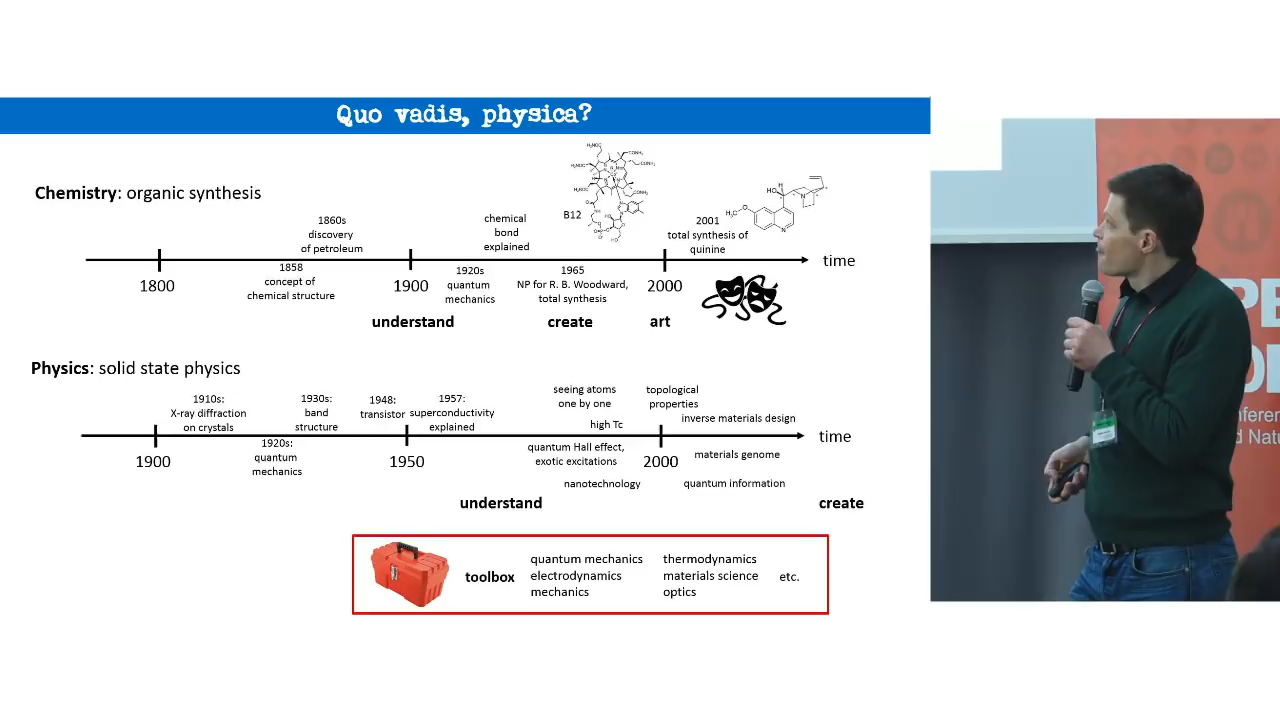 Quo vadis, physica?
Chemistry: organic synthesis
1860s
discovery
of petroleum
chemical
bond
explained
B12
2001
total synthesis of
quinine
time
1800
1858
concept of
chemical structure
1900
1920s
quantum
mechanics
1965
NP for R. B. Woodward,
total synthesis
2000
understand
create
art
Physics: solid state physics
1910s:
X-ray diffraction
on crystals
1930s:
band
structure
1948:
transistor
1957:
superconductivity
explained
seeing atoms
one by one
high Tc
topological
properties
inverse materials design
time
1900
1920s:
quantum
mechanics
1950
quantum Hall effect,
exotic excitations
nanotechnology
2000
materials genome
quantum information
understand
create
toolbox
quantum mechanics
electrodynamics
mechanics
thermodynamics
materials science
optics
etc.